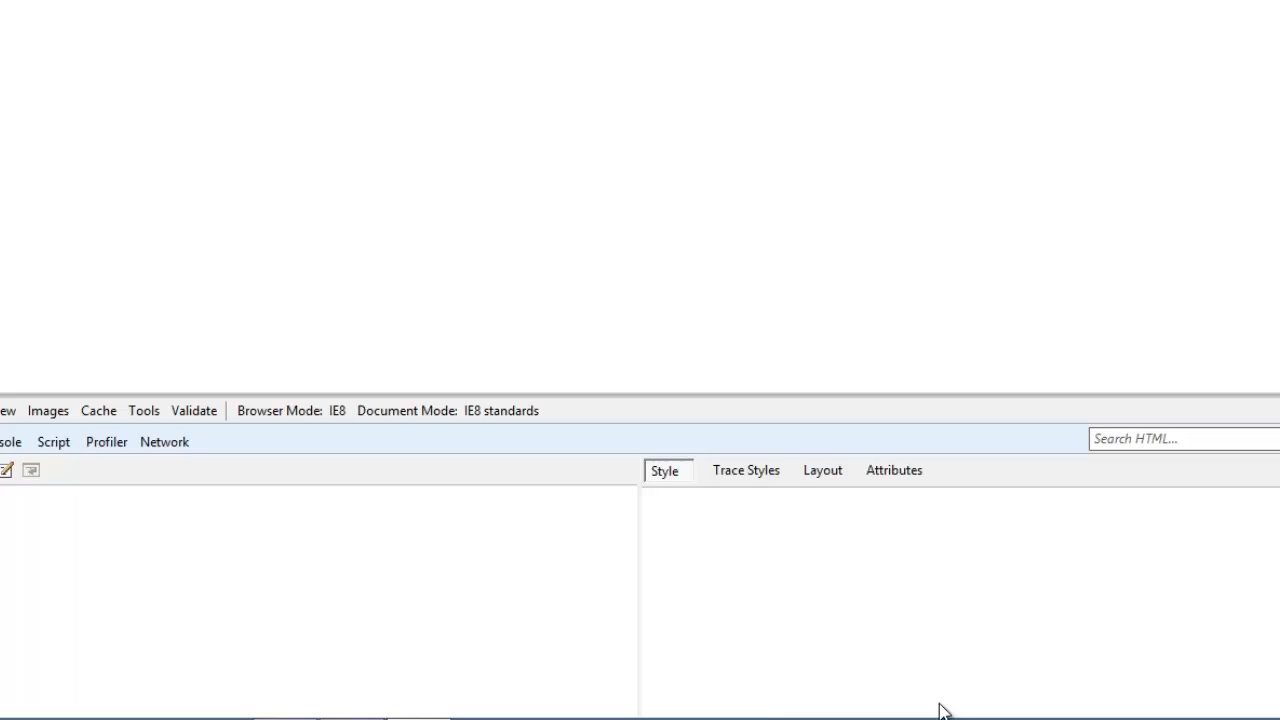 ew Images Cache Tools Validate Browser Mode: IE8 Document Mode: IE8 standards
sole Script Profiler Network Search HTML...
Style Trace Styles Layout Attributes